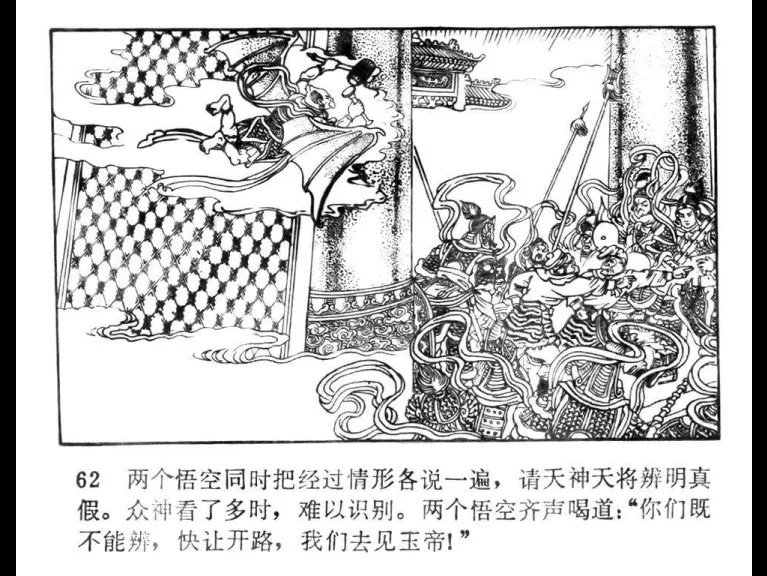 62 两个悟空同时把经过情形各说一遍，请天神天将辨明真
假。众神看了多时，难以识别。两个悟空齐声喝道：“你们既
不能辨，快让开路，我们去见玉帝！”